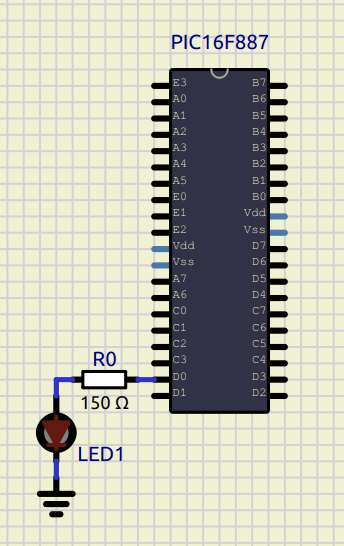 PIC16F887
E3 B7
A0 B6
A1 B5
A2 B4
A3 B3
A4 B2
A5 B1
E0 B0
E1 Vdd
E2 Vss
Vdd D7
Vss D6
A7 D5
A6 D4
C0 C7
C1 C6
C2 C5
C3 C4
D0 D3
D1 D2
R0
150 Ω
LED1